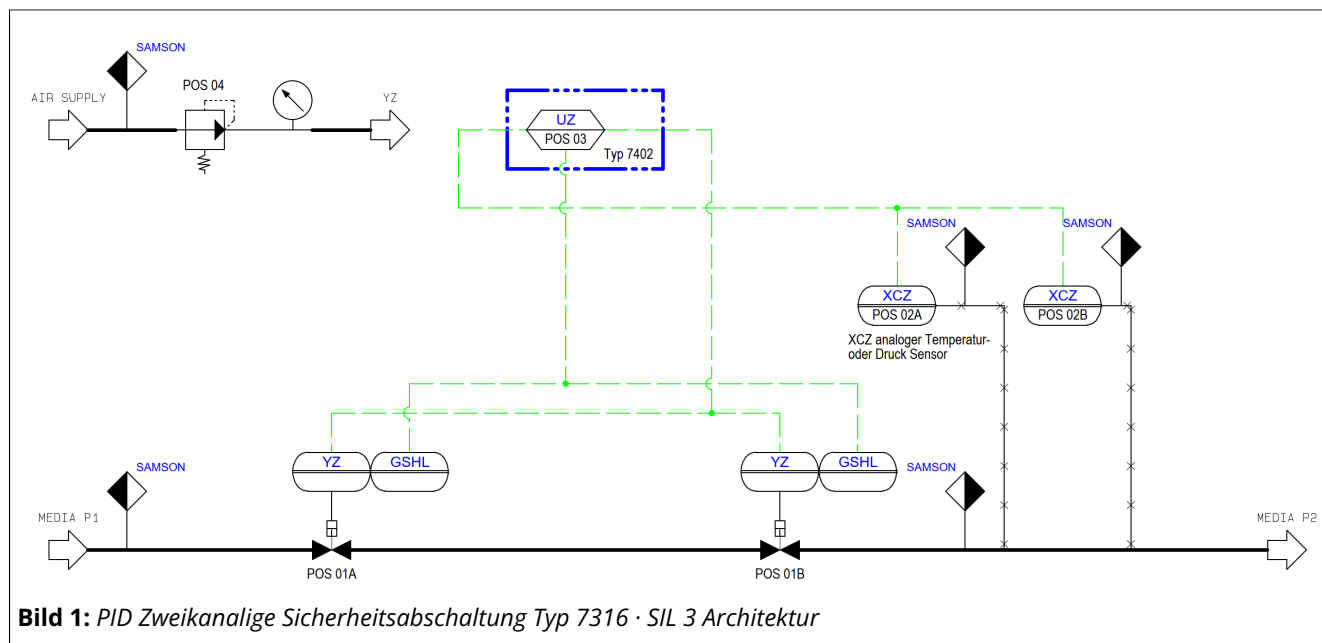 SAMSON
POS 04
AIR SUPPLY
YZ
UZ
POS 03
Typ 7402
SAMSON
SAMSON
XCZ
POS 02A
XCZ
POS 02B
XCZ analoger Temperatur-
oder Druck Sensor
YZ
GSHL
YZ
GSHL
SAMSON
SAMSON
MEDIA P1
MEDIA P2
POS 01A
POS 01B
Bild 1: PID Zweikanalige Sicherheitsabschaltung Typ 7316 · SIL 3 Architektur